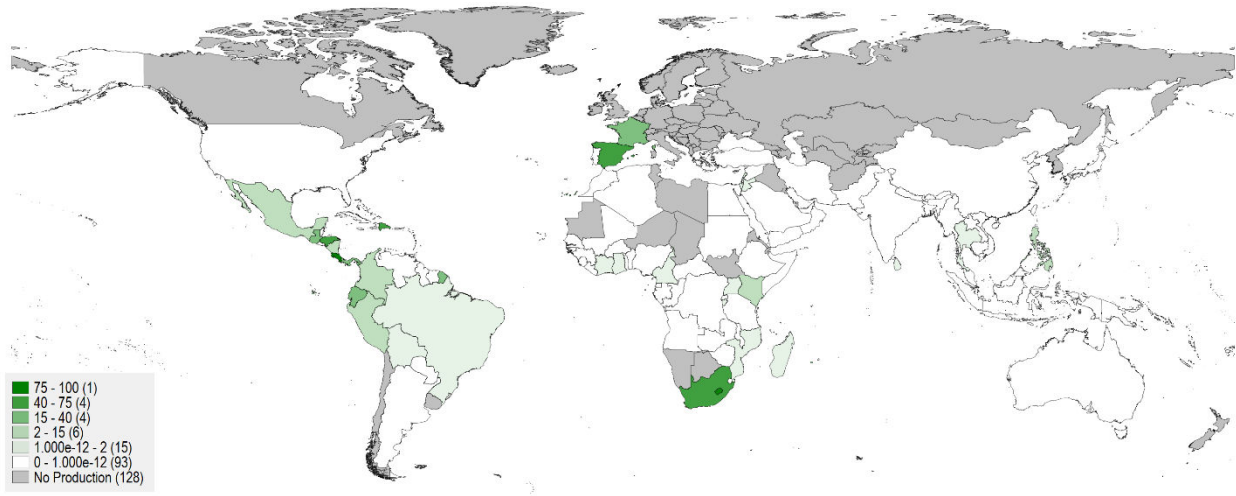 75 - 100 (1)
40 - 75 (4)
15 - 40 (4)
2 - 15 (6)
1.000e-12 - 2 (15)
0 - 1.000e-12 (93)
No Production (128)